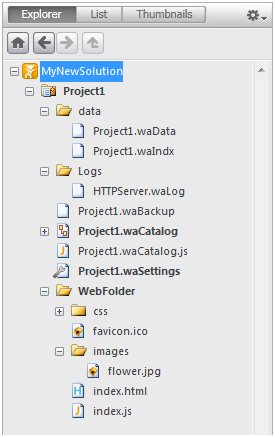 Explorer List Thumbnails
MyNewSolution
Project1
data
Project1.waData
Project1.waIndx
Logs
HTTPServer.waLog
Project1.waBackup
Project1.waCatalog
Project1.waCatalog.js
Project1.waSettings
WebFolder
css
favicon.ico
images
flower.jpg
index.html
index.js